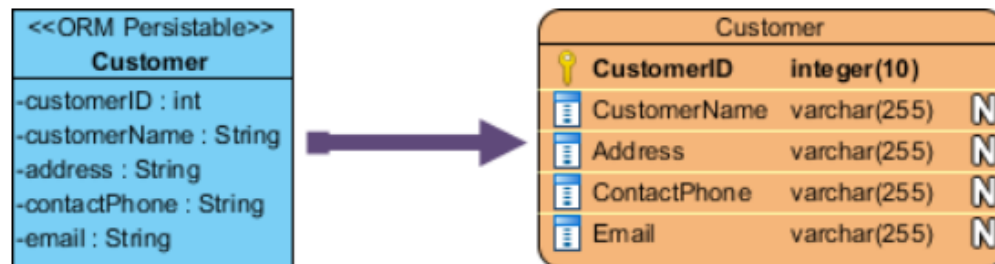 <<ORM Persistable>>
Customer
-customerID : int
-customerName : String
-address : String
-contactPhone : String
-email : String
Customer
CustomerID integer(10)
CustomerName varchar(255) N
Address varchar(255) N
ContactPhone varchar(255) N
Email varchar(255) N